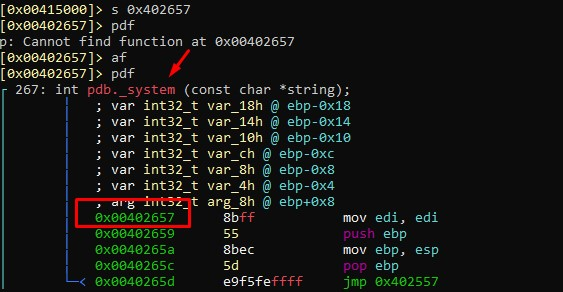 [0x00415000]> s 0x402657
[0x00402657]> pdf
p: Cannot find function at 0x00402657
[0x00402657]> af
[0x00402657]> pdf
267: int pdb._system (const char *string);
; var int32_t var_18h @ ebp-0x18
; var int32_t var_14h @ ebp-0x14
; var int32_t var_10h @ ebp-0x10
; var int32_t var_ch @ ebp-0xc
; var int32_t var_8h @ ebp-0x8
; var int32_t var_4h @ ebp-0x4
; arg int32_t arg_8h @ ebp+0x8
0x00402657 8bff mov edi, edi
0x00402659 55 push ebp
0x0040265a 8bec mov ebp, esp
0x0040265c 5d pop ebp
0x0040265d e9f5feffff jmp 0x402557